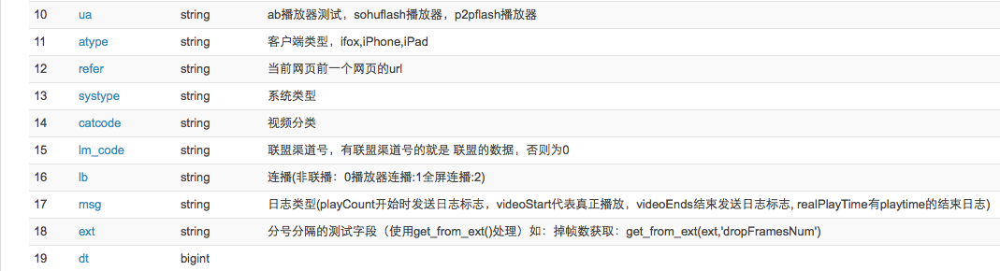 10 ua string ab播放器测试，sohuflash播放器，p2pflash播放器
11 atype string 客户端类型，ifox,iPhone,iPad
12 refer string 当前网页前一个网页的url
13 systype string 系统类型
14 catcode string 视频分类
15 lm_code string 联盟渠道号，有联盟渠道号的就是 联盟的数据，否则为0
16 lb string 连播(非联播：0播放器连播:1全屏连播:2)
17 msg string 日志类型(playCount开始时发送日志标志，videoStart代表真正播放，videoEnds结束发送日志标志, realPlayTime有playtime的结束日志)
18 ext string 分号分隔的测试字段（使用get_from_ext()处理）如：掉帧数获取：get_from_ext(ext,'dropFramesNum')
19 dt bigint